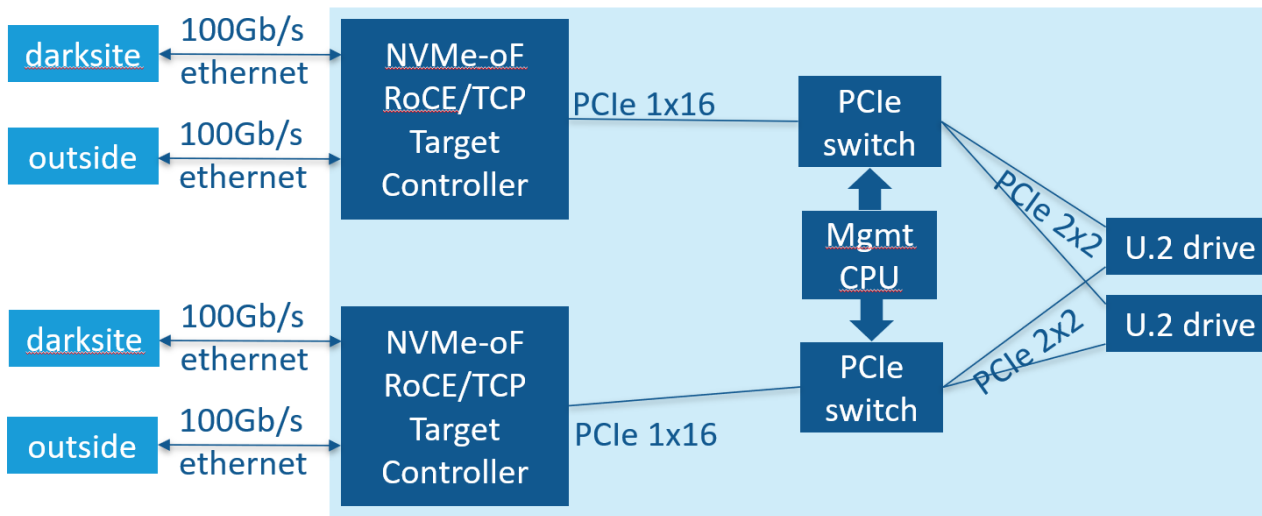 darksite
100Gb/s
ethernet
outside
100Gb/s
ethernet
NVMe-oF
RoCE/TCP
Target
Controller
PCIe 1x16
PCIe
switch
Mgmt
CPU
PCIe 2x2
U.2 drive
U.2 drive
PCIe 2x2
darksite
100Gb/s
ethernet
outside
100Gb/s
ethernet
NVMe-oF
RoCE/TCP
Target
Controller
PCIe 1x16
PCIe
switch